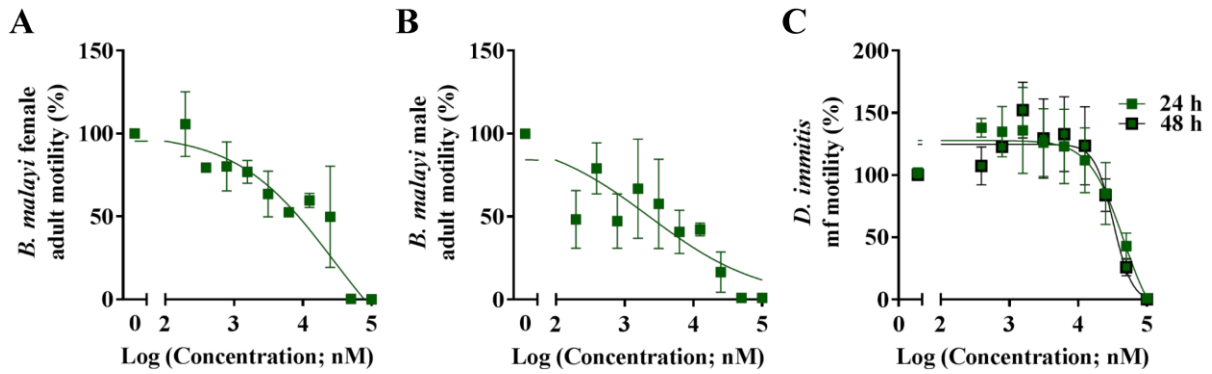 A
B. malayi female
adult motility (%)
150
100
50
0
0 2 3 4 5
Log (Concentration; nM)
B
B. malayi male
adult motility (%)
150
100
50
0
0 2 3 4 5
Log (Concentration; nM)
C
D. immitis
mf motility (%)
200
150
100
50
0
0 2 3 4 5
Log (Concentration; nM)
24 h
48 h